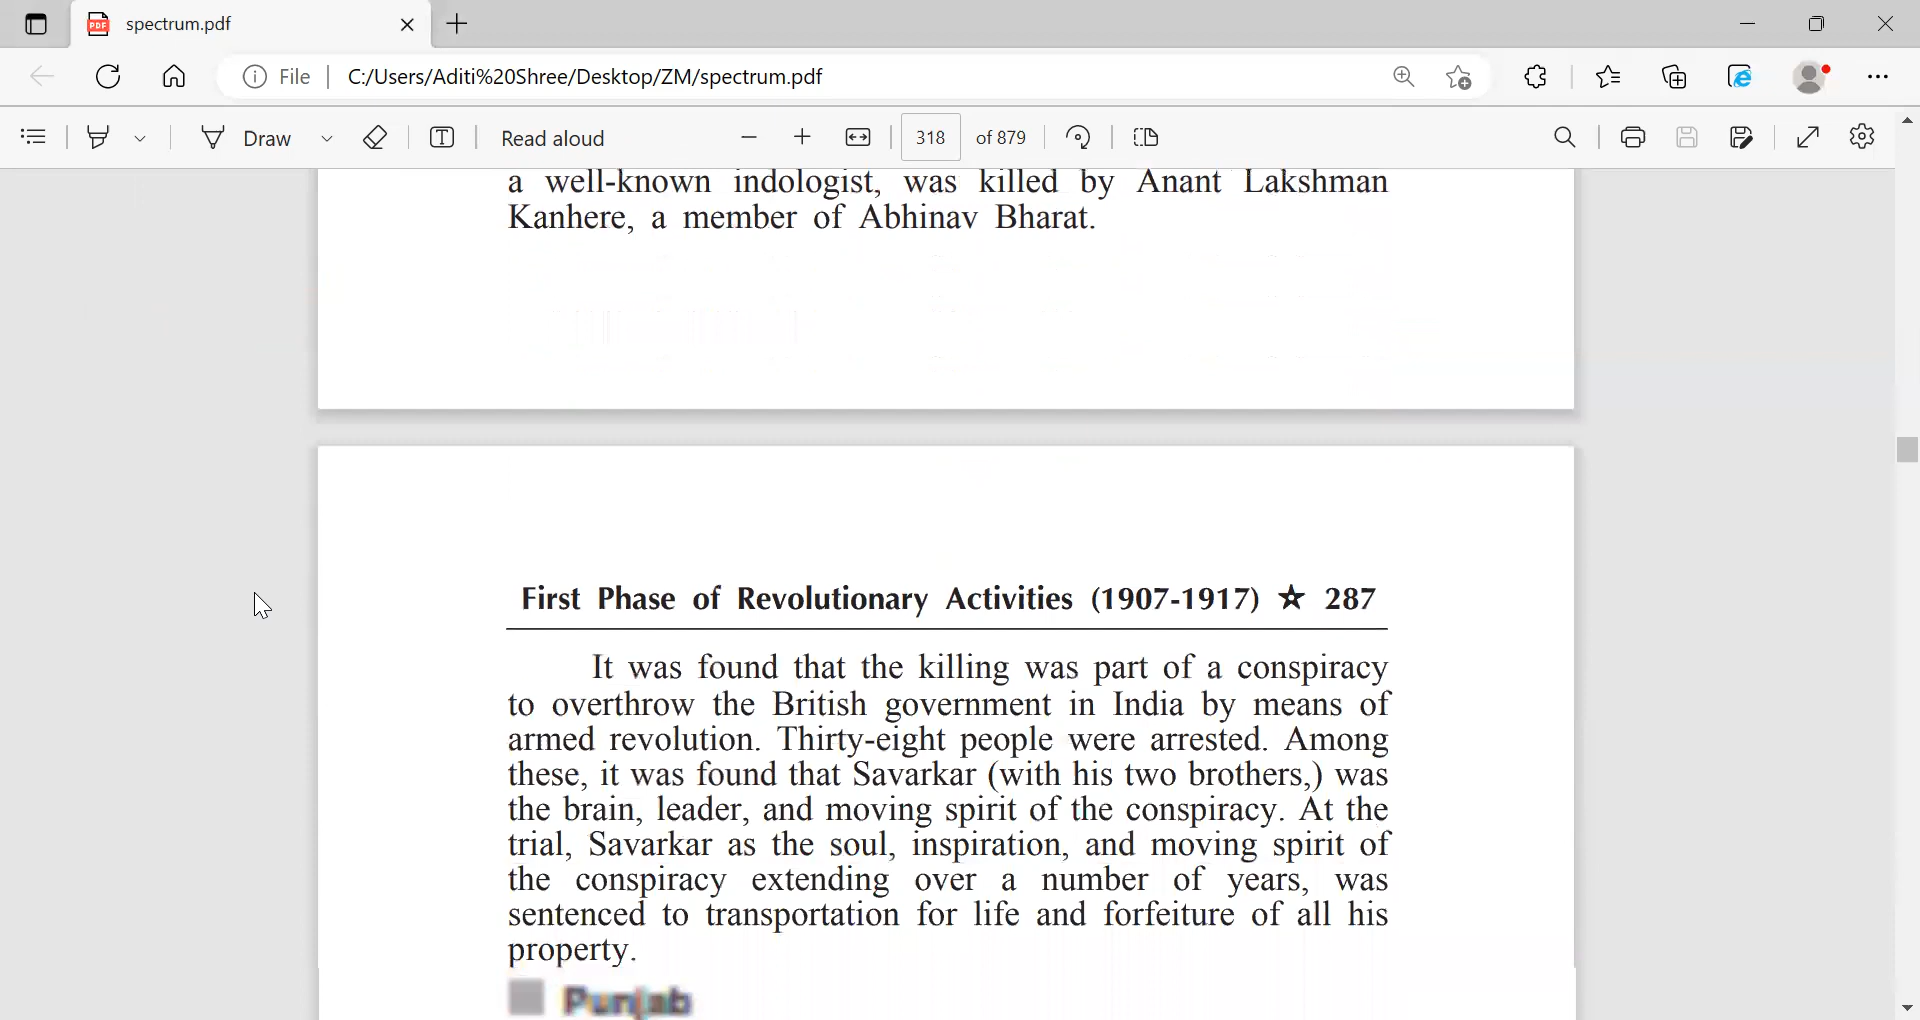 spectrum.pdf
File C:/Users/Aditi%20Shree/Desktop/ZM/spectrum.pdf
Draw Read aloud 318 of 879
a well-known indologist, was killed by Anant Lakshman
Kanhere, a member of Abhinav Bharat.
First Phase of Revolutionary Activities (1907-1917) ☆ 287
It was found that the killing was part of a conspiracy
to overthrow the British government in India by means of
armed revolution. Thirty-eight people were arrested. Among
these, it was found that Savarkar (with his two brothers,) was
the brain, leader, and moving spirit of the conspiracy. At the
trial, Savarkar as the soul, inspiration, and moving spirit of
the conspiracy extending over a number of years, was
sentenced to transportation for life and forfeiture of all his
property.
Punjab